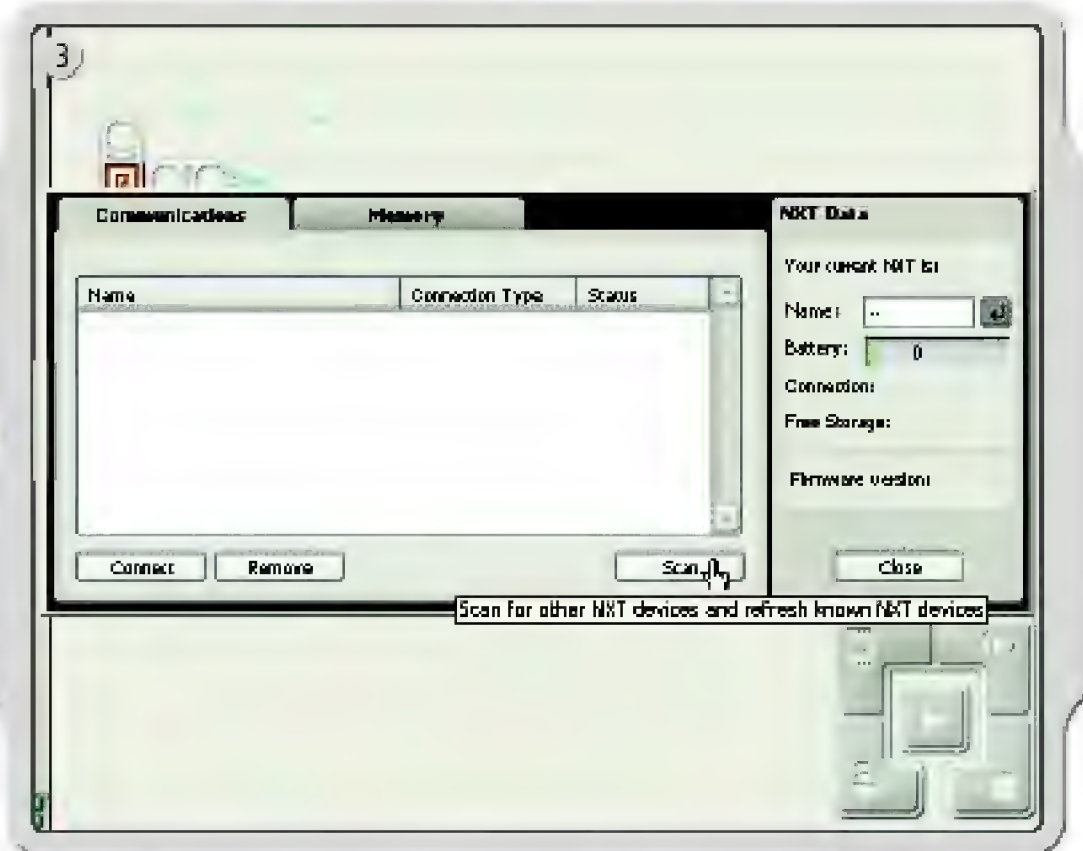 3
Communications
Memory
NXT Data
Your current NXT is:
Name
Connection Type
Status
Name: --
Battery: 0
Connection:
Free Storage:
Firmware version:
Connect
Remove
Scan
Close
Scan for other NXT devices and refresh known NXT devices